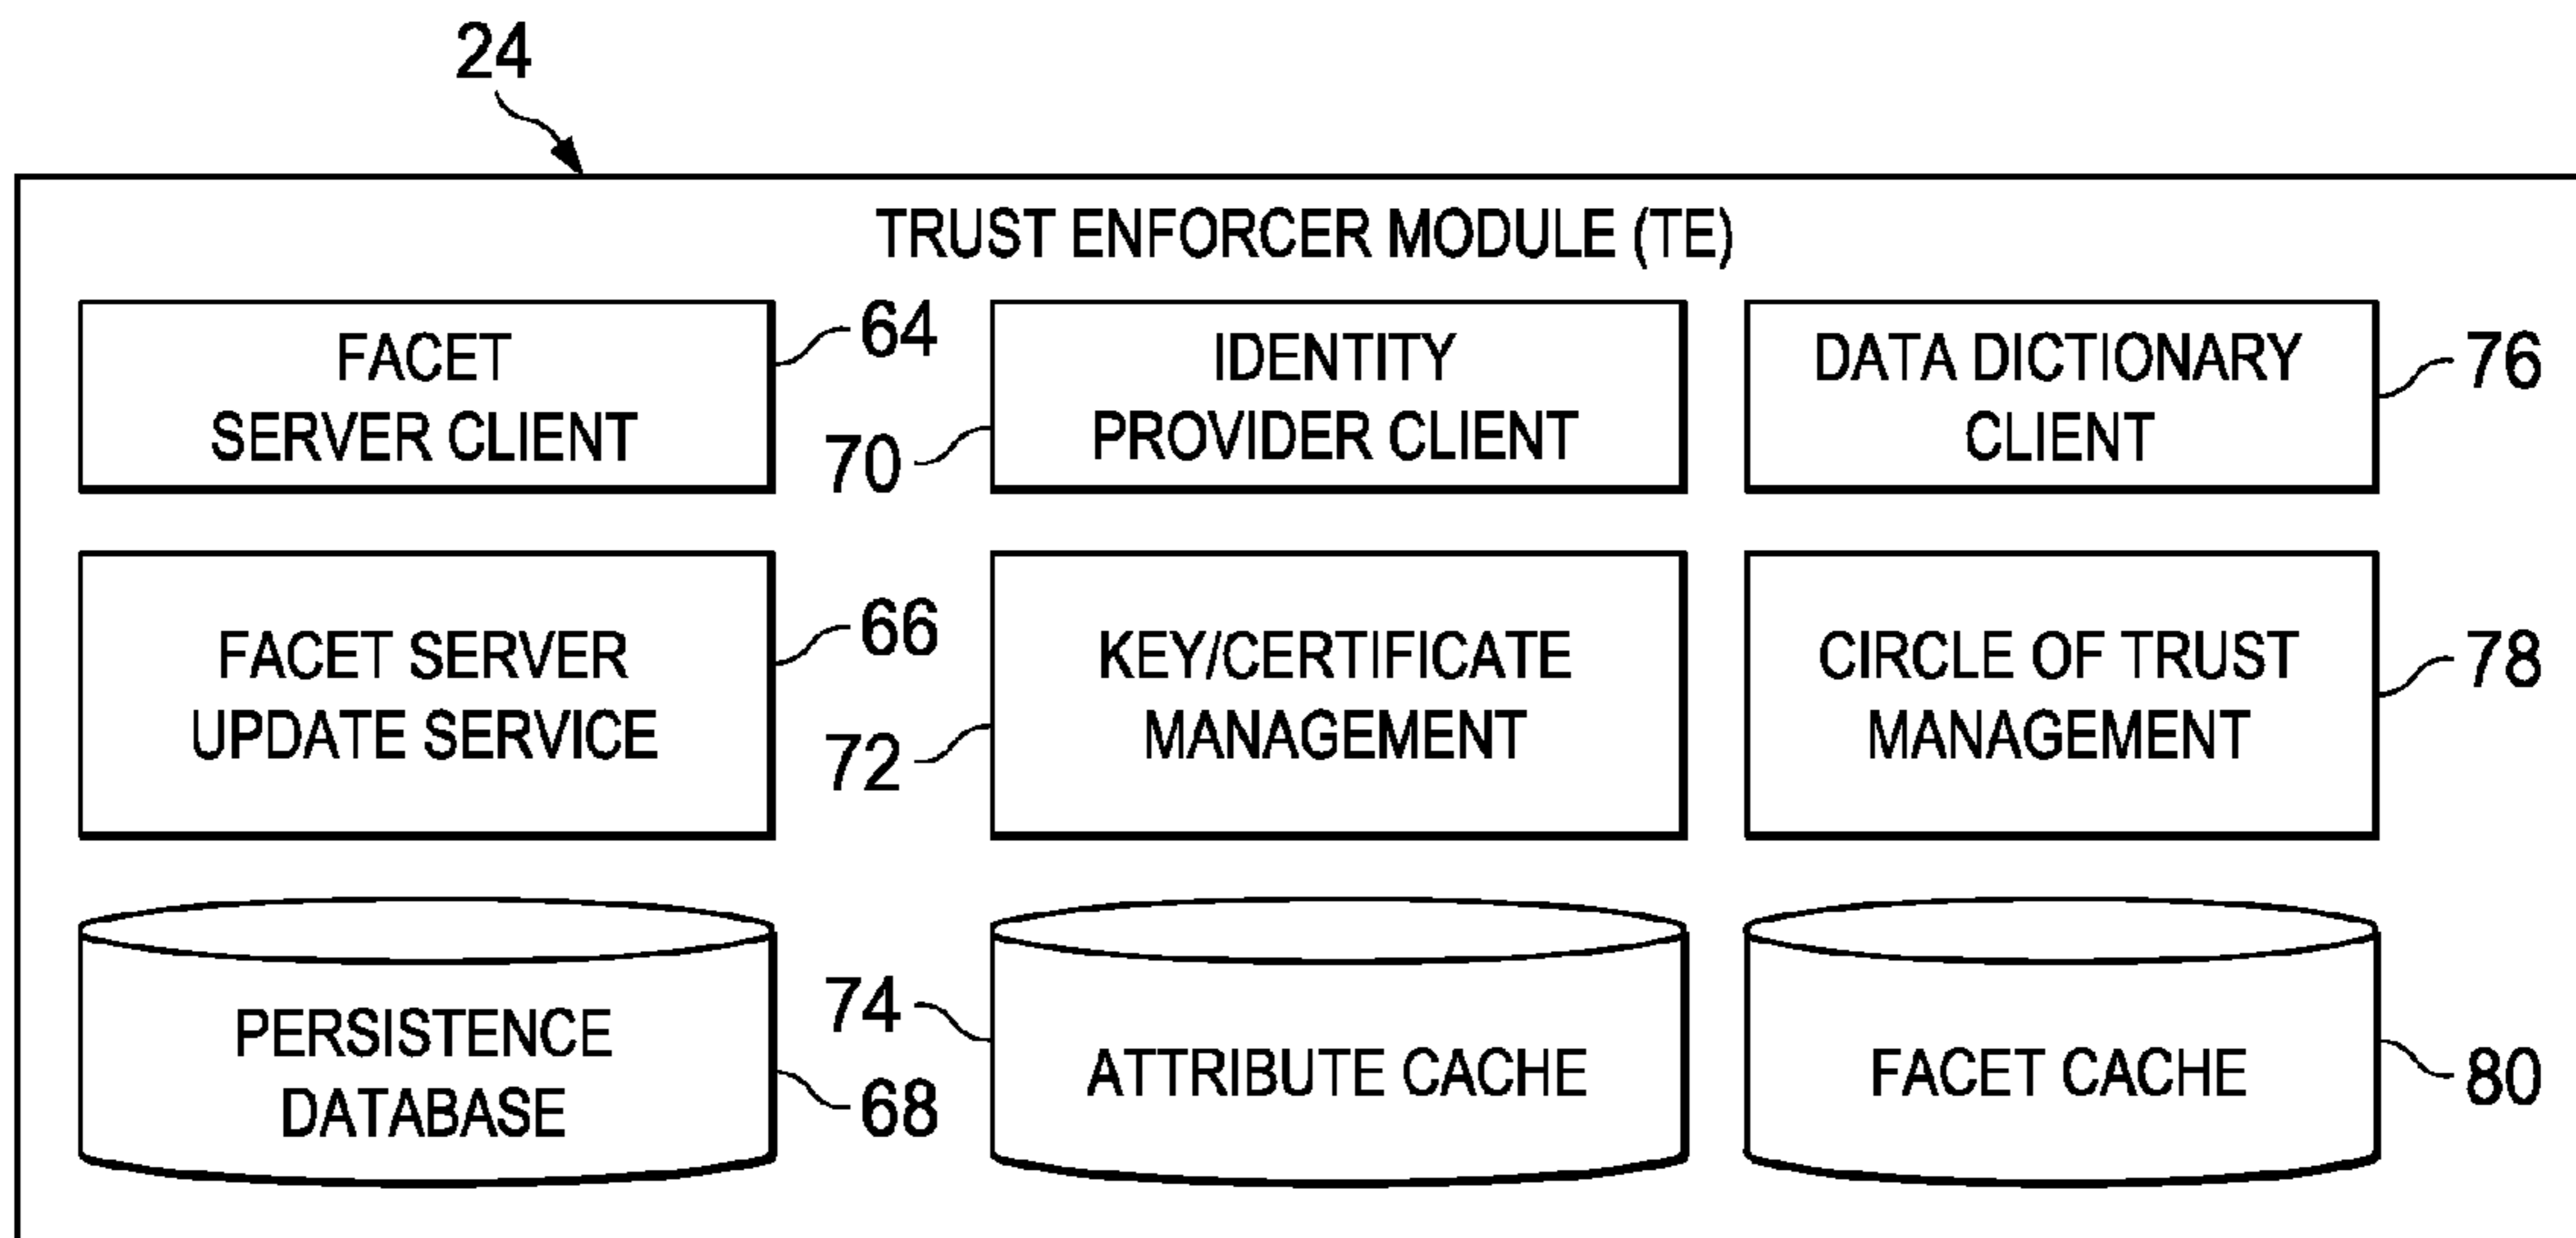 24
TRUST ENFORCER MODULE (TE)
FACET
SERVER CLIENT
64
70
IDENTITY
PROVIDER CLIENT
DATA DICTIONARY
CLIENT
76
FACET SERVER
UPDATE SERVICE
66
72
KEY/CERTIFICATE
MANAGEMENT
CIRCLE OF TRUST
MANAGEMENT
78
PERSISTENCE
DATABASE
68
74
ATTRIBUTE CACHE
FACET CACHE
80